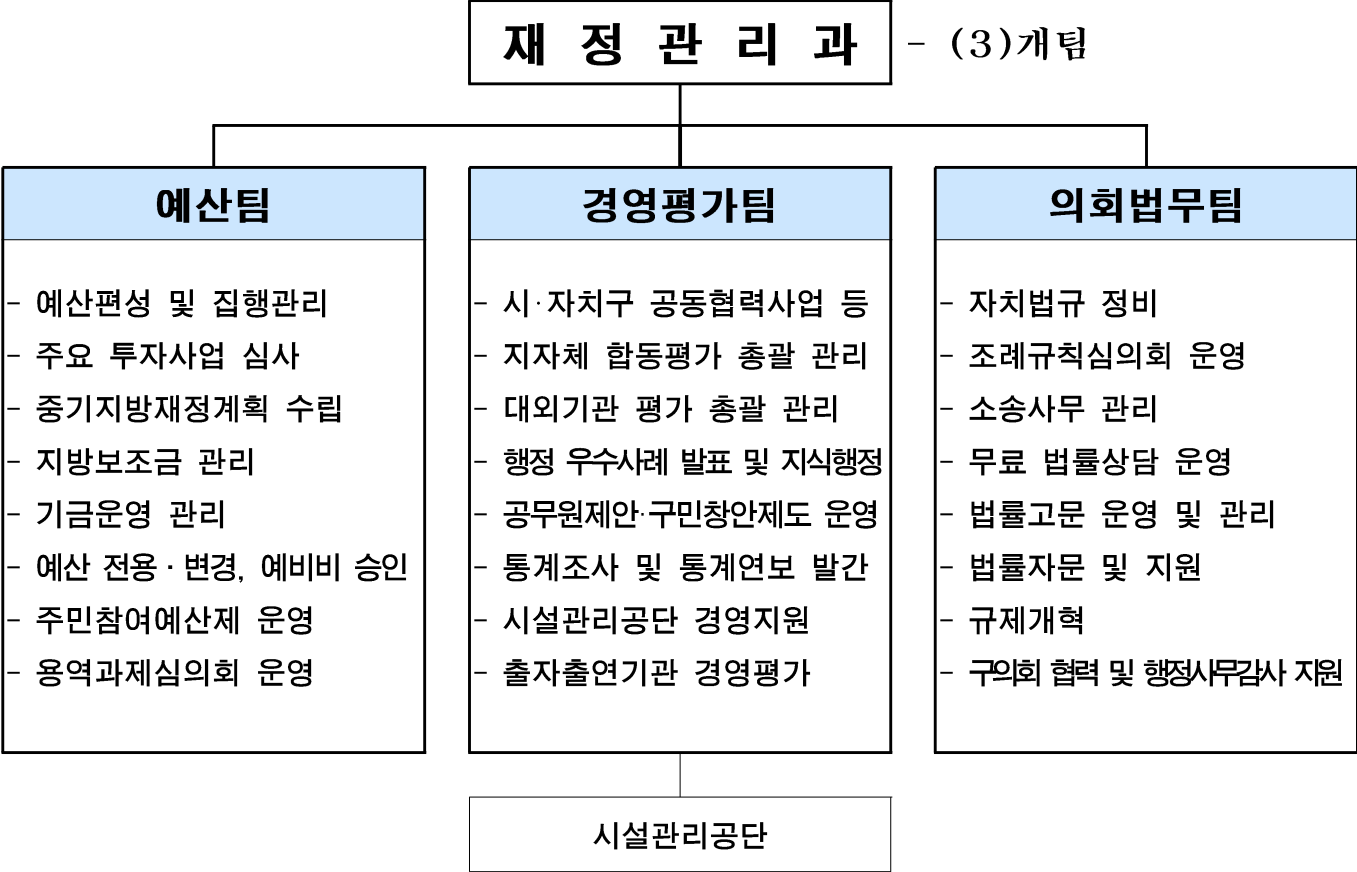 재 정 관 리 과 - (3)개팀
예산팀
- 예산편성 및 집행관리
- 주요 투자사업 심사
- 중기지방재정계획 수립
- 지방보조금 관리
- 기금운영 관리
- 예산 전용·변경, 예비비 승인
- 주민참여예산제 운영
- 용역과제심의회 운영
경영평가팀
- 시·자치구 공동협력사업 등
- 지자체 합동평가 총괄 관리
- 대외기관 평가 총괄 관리
- 행정 우수사례 발표 및 지식행정
- 공무원제안·구민창안제도 운영
- 통계조사 및 통계연보 발간
- 시설관리공단 경영지원
- 출자출연기관 경영평가
의회법무팀
- 자치법규 정비
- 조례규칙심의회 운영
- 소송사무 관리
- 무료 법률상담 운영
- 법률고문 운영 및 관리
- 법률자문 및 지원
- 규제개혁
- 구의회 협력 및 행정사무감사 지원
시설관리공단